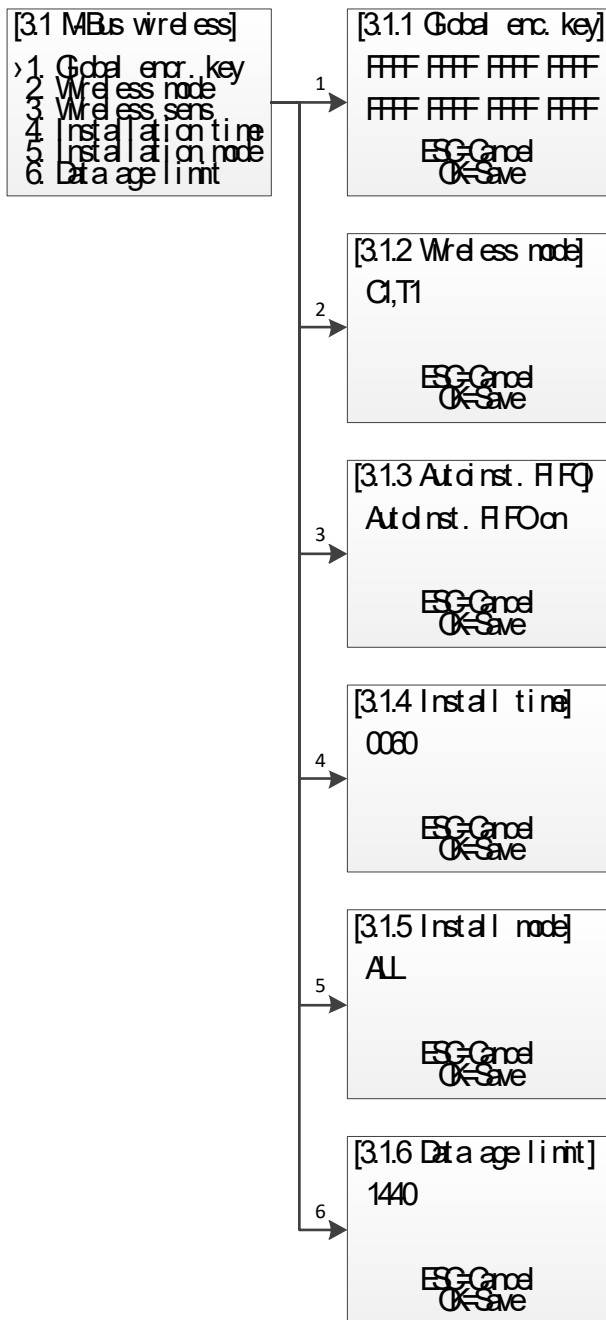 [3.1 M-Bus wireless]
›1. Global encr. key
2. Wireless mode
3. Wireless sens
4. Installation time
5. Installation mode
6. Data age limit
1
[3.1.1 Global enc. key]
FFFF FFFF FFFF FFFF
FFFF FFFF FFFF FFFF
ESC=Cancel
OK=Save
2
[3.1.2 Wireless mode]
C1,T1
ESC=Cancel
OK=Save
3
[3.1.3 Autoinst. FIFO]
AutoInst. FIFO on
ESC=Cancel
OK=Save
4
[3.1.4 Install time]
0060
ESC=Cancel
OK=Save
5
[3.1.5 Install mode]
ALL
ESC=Cancel
OK=Save
6
[3.1.6 Data age limit]
1440
ESC=Cancel
OK=Save